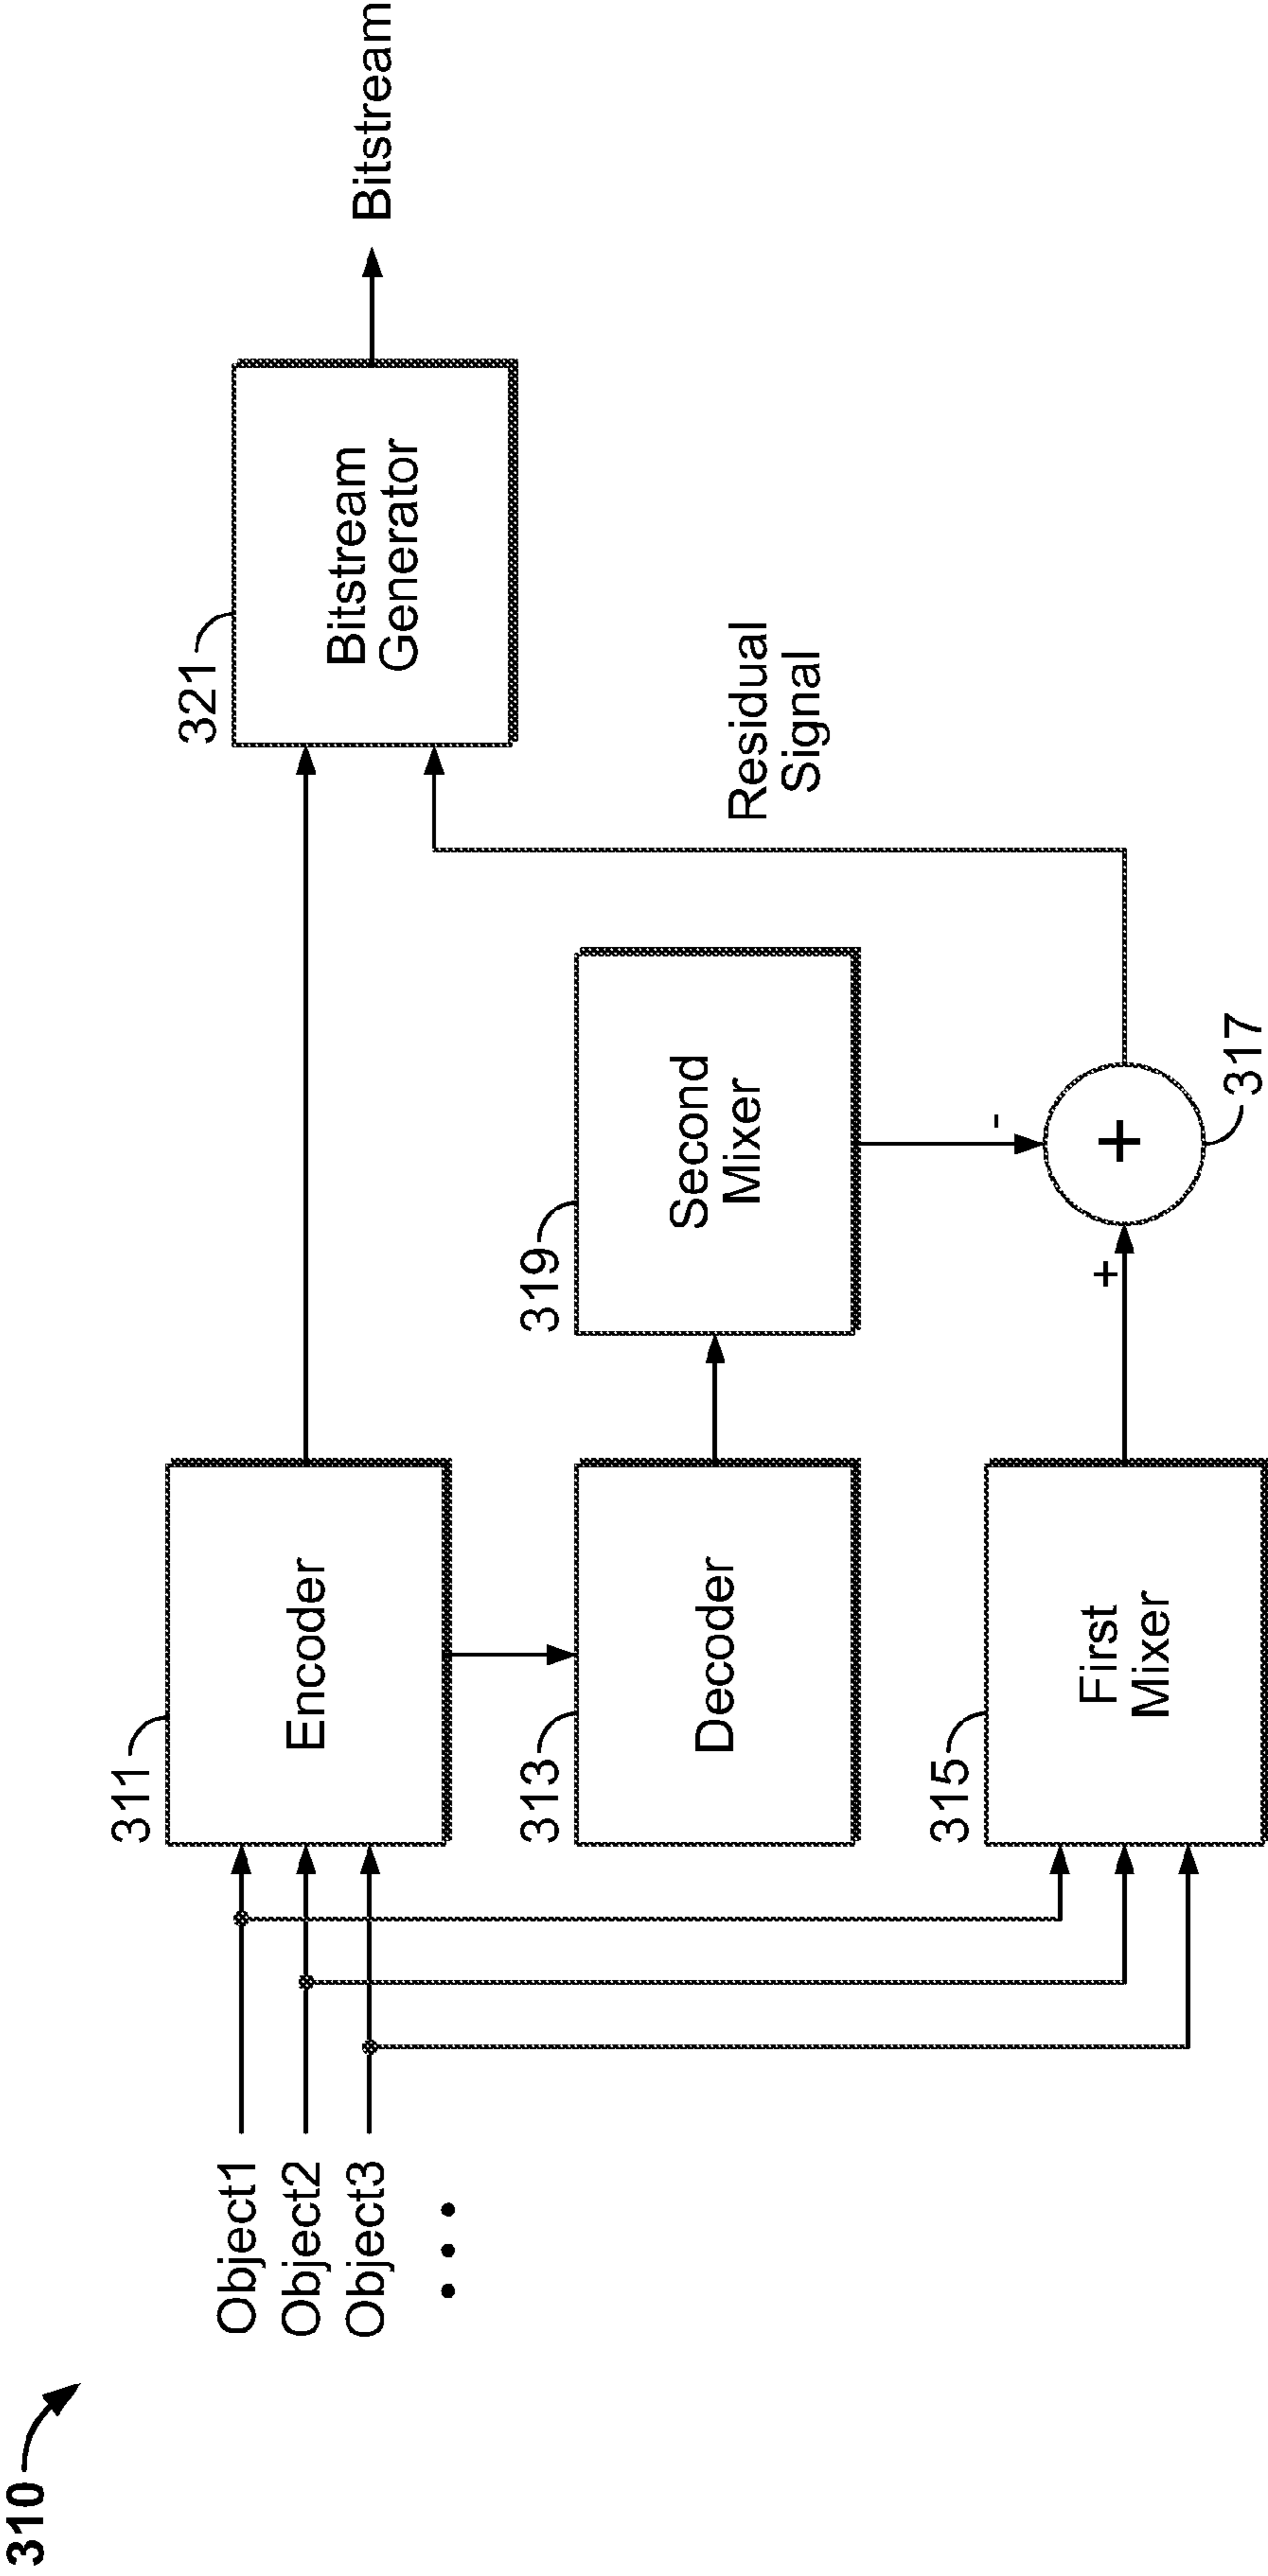 310
Object1
Object2
Object3
311
Encoder
313
Decoder
315
First
Mixer
319
Second
Mixer
+
-
+
317
Residual
Signal
321
Bitstream
Generator
Bitstream